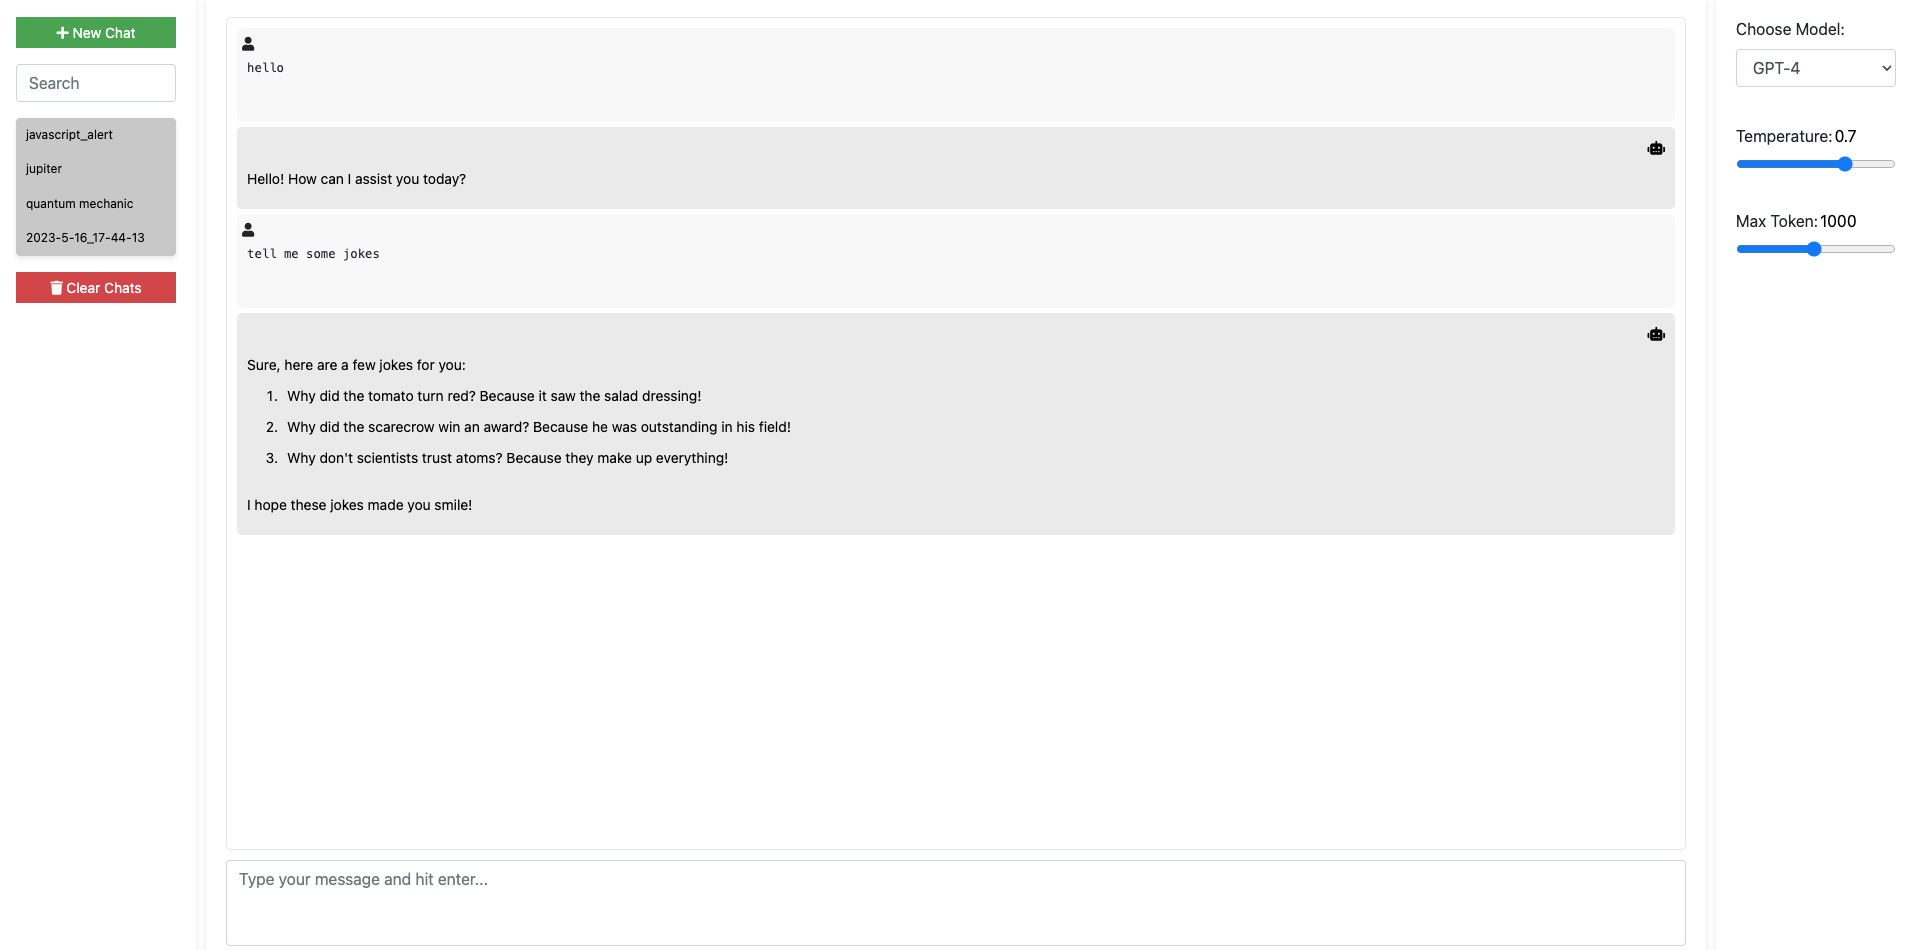 New Chat
Search
javascript_alert
jupiter
quantum mechanic
2023-5-16_17-44-13
Clear Chats
hello
Hello! How can I assist you today?
tell me some jokes
Sure, here are a few jokes for you:
1. Why did the tomato turn red? Because it saw the salad dressing!
2. Why did the scarecrow win an award? Because he was outstanding in his field!
3. Why don't scientists trust atoms? Because they make up everything!
I hope these jokes made you smile!
Type your message and hit enter...
Choose Model:
GPT-4
Temperature: 0.7
Max Token: 1000